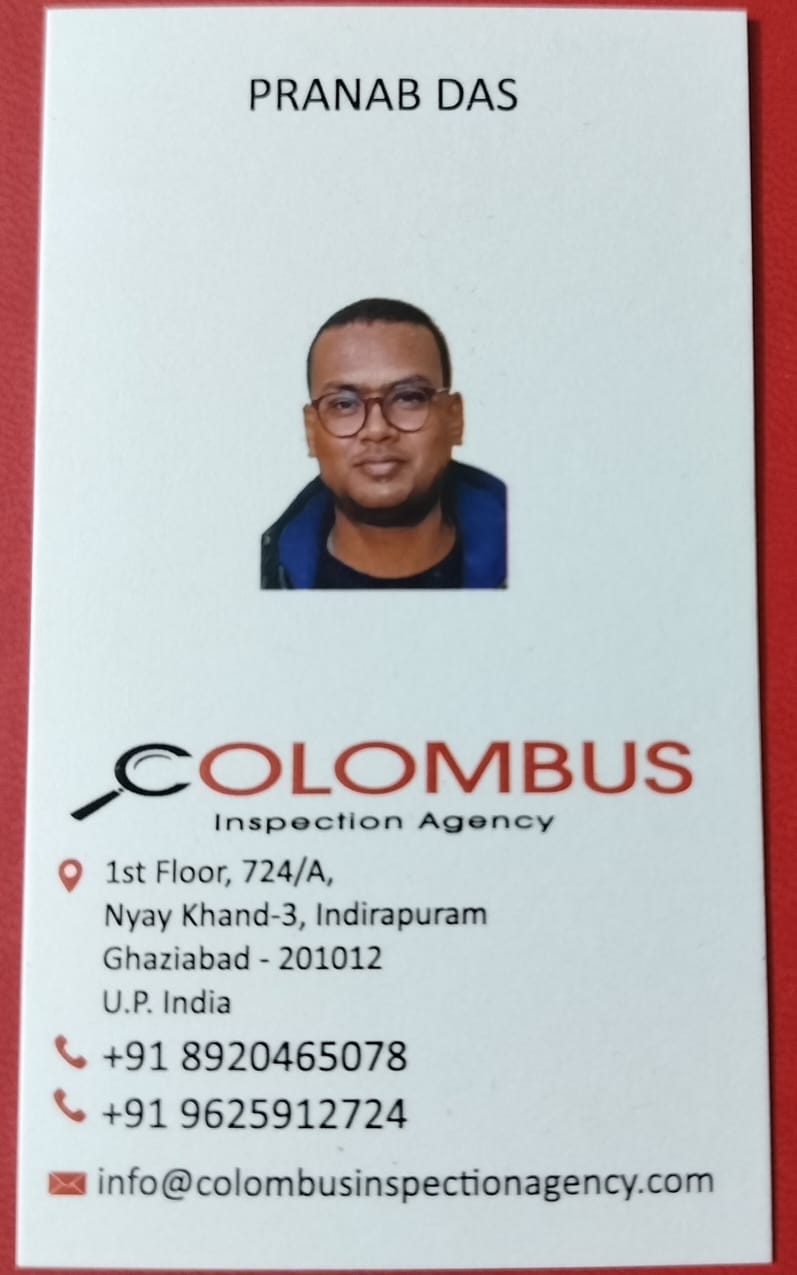 PRANAB DAS
COLOMBUS
Inspection Agency
1st Floor, 724/A,
Nyay Khand-3, Indirapuram
Ghaziabad - 201012
U.P. India
+91 8920465078
+91 9625912724
info@colombusinspectionagency.com